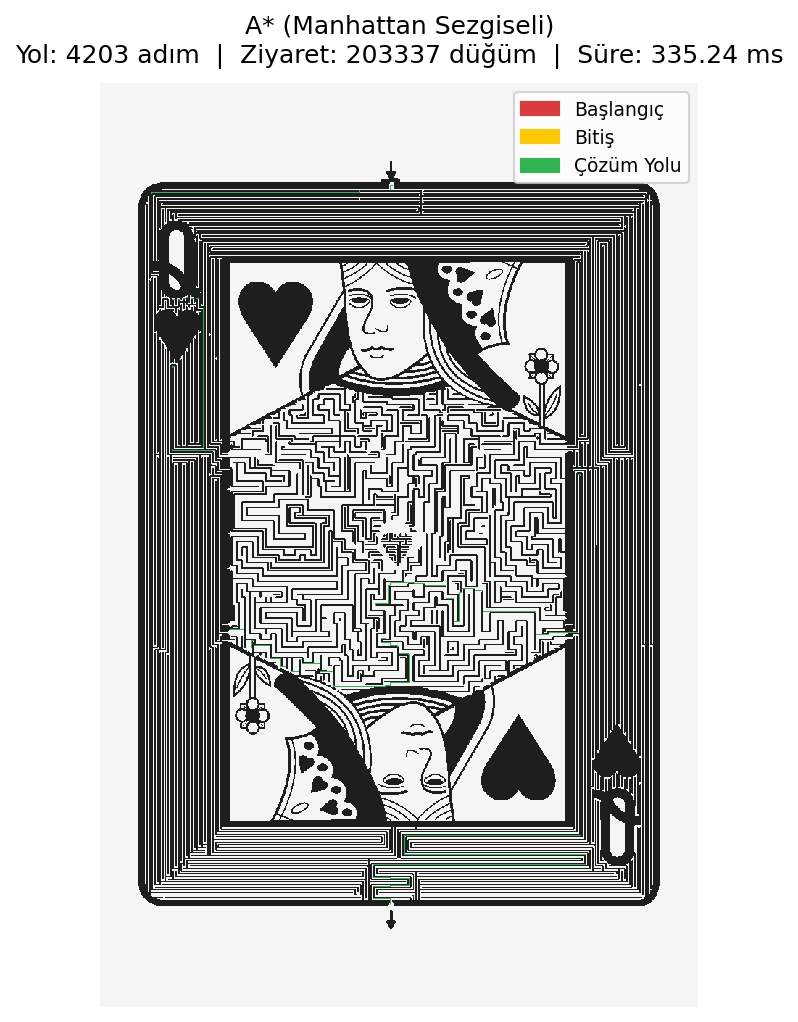 A* (Manhattan Sezgiseli)
Yol: 4203 adım | Ziyaret: 203337 düğüm | Süre: 335.24 ms
Başlangıç
Bitiş
Çözüm Yolu
Q
Q